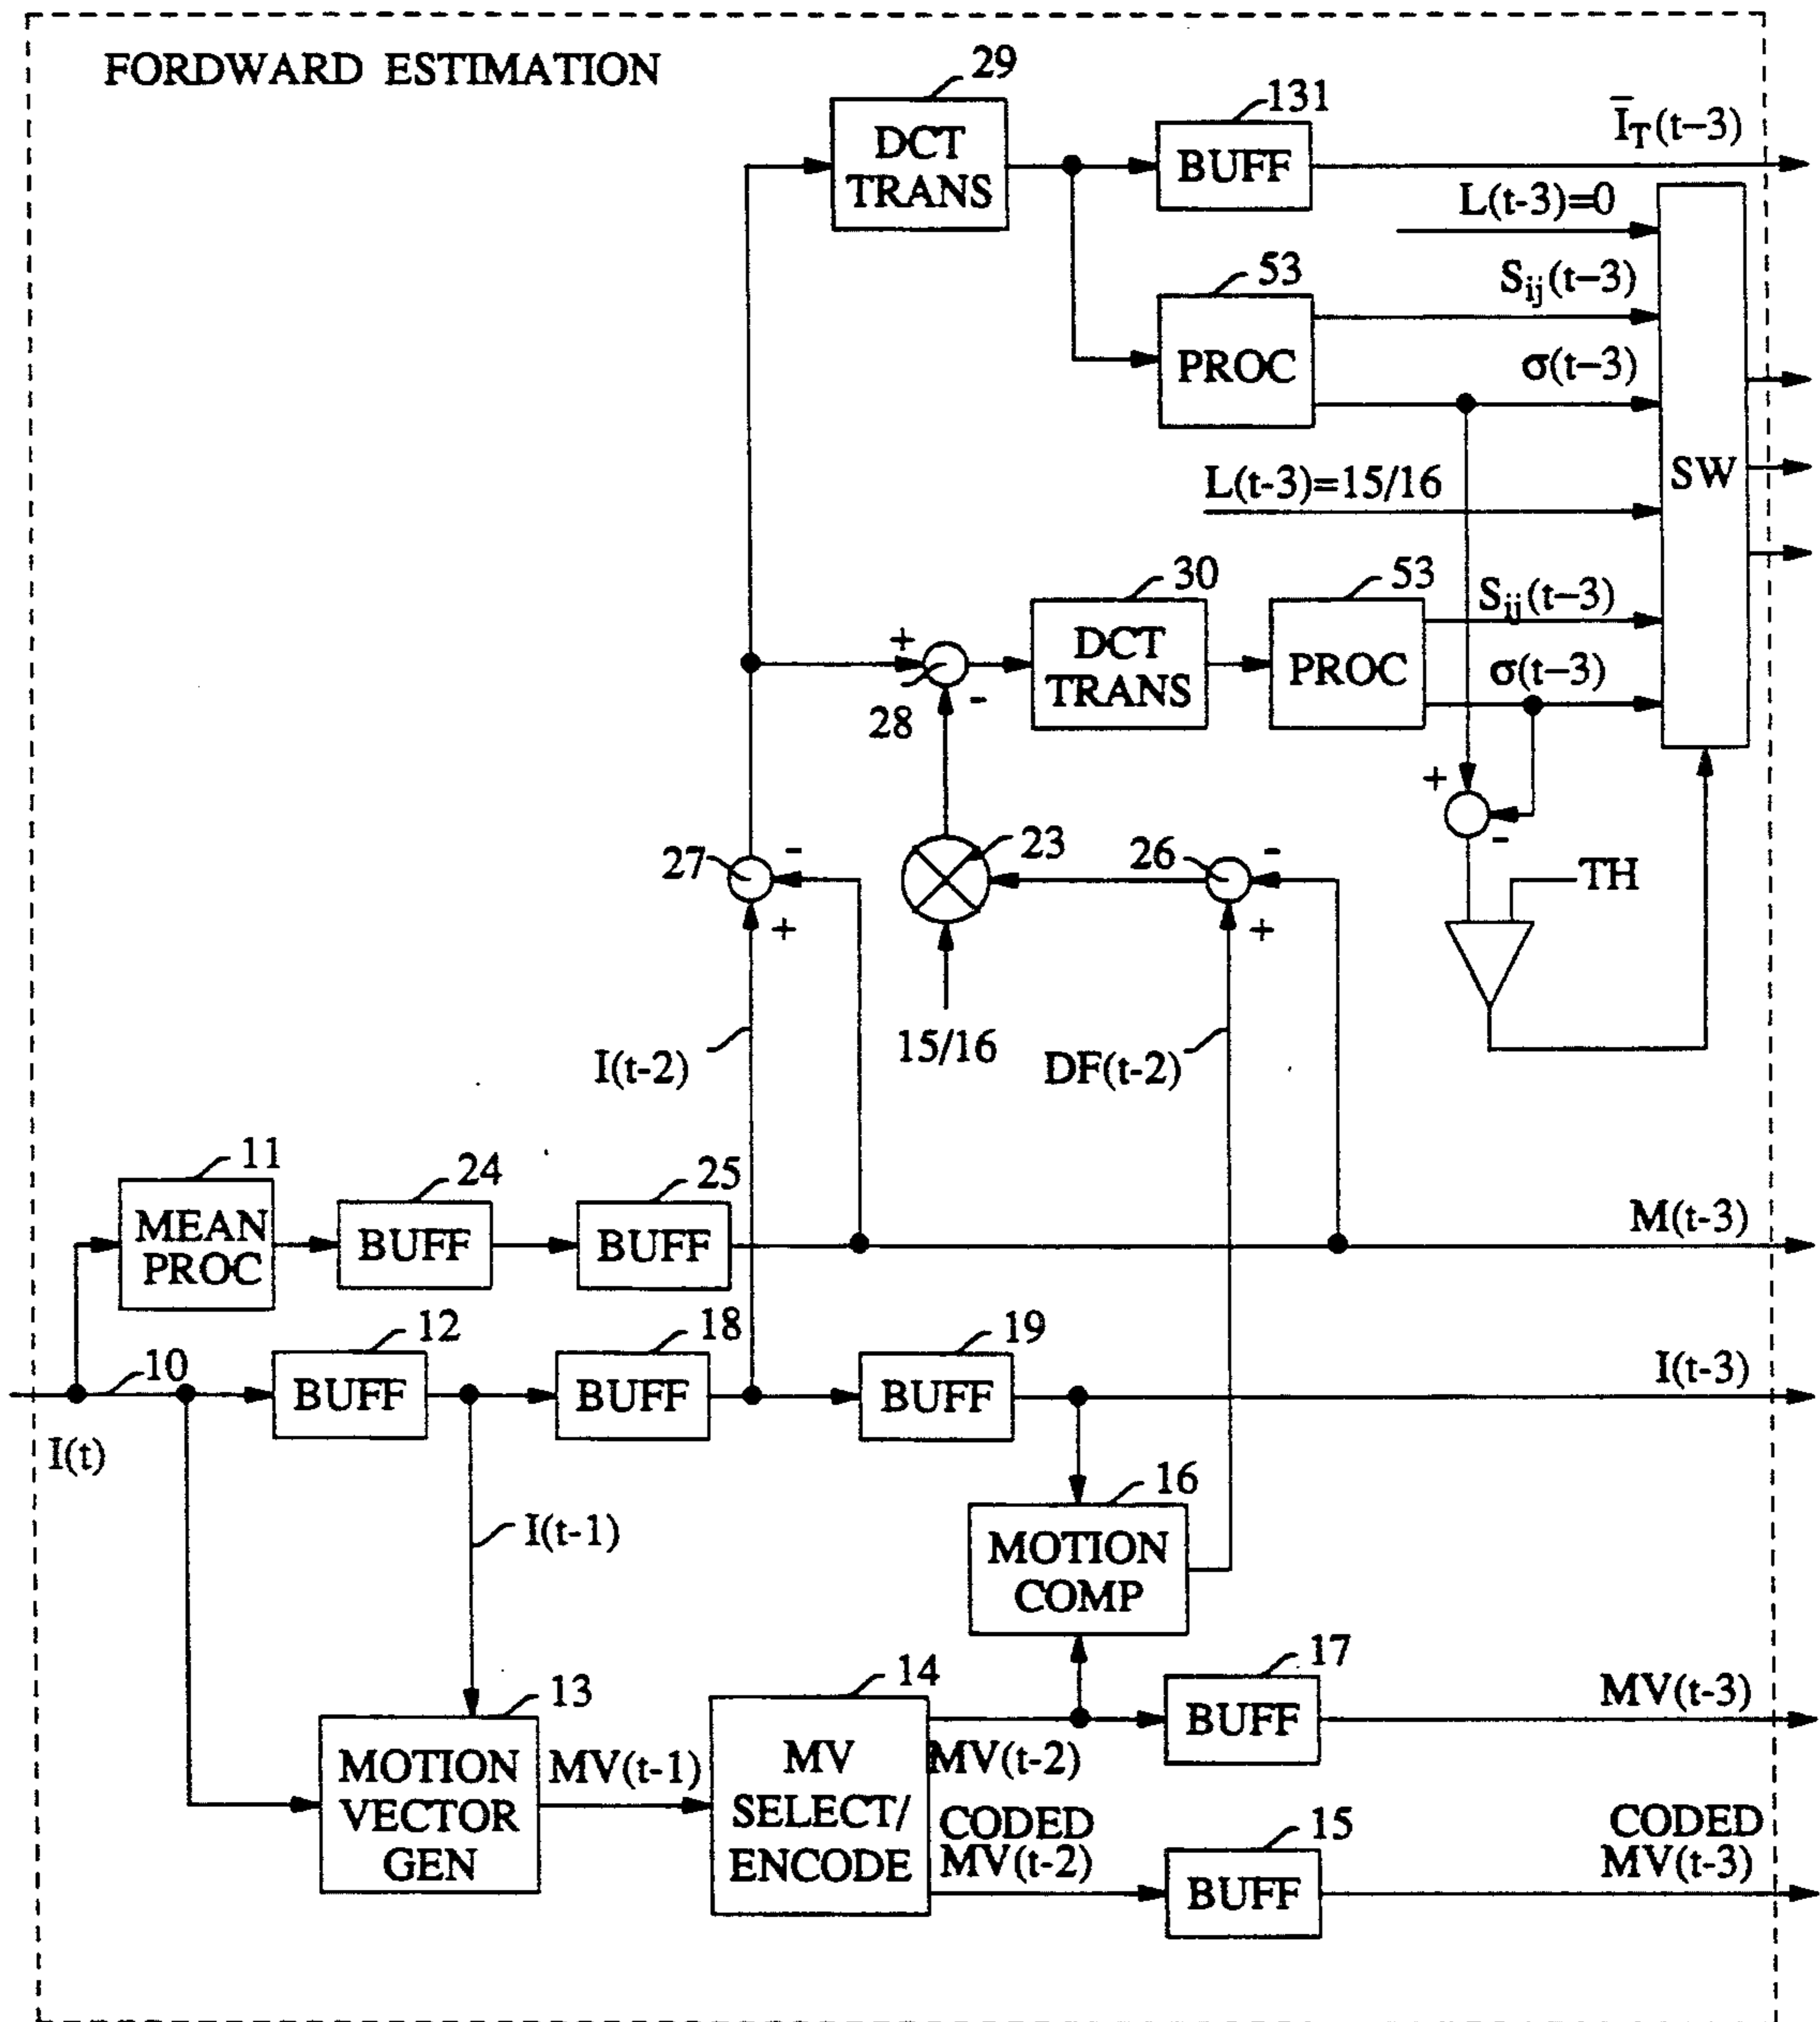 FORDWARD ESTIMATION
29
DCT
TRANS
131
BUFF
ĪT(t–3)
L(t-3)=0
53
PROC
Sij(t–3)
σ(t–3)
SW
L(t-3)=15/16
30
DCT
TRANS
53
PROC
Sij(t–3)
σ(t–3)
+
-
28
+
-
TH
27
-
+
23
15/16
26
-
+
I(t-2)
DF(t-2)
11
MEAN
PROC
24
BUFF
25
BUFF
M(t-3)
10
12
BUFF
18
BUFF
19
BUFF
I(t-3)
I(t)
I(t-1)
16
MOTION
COMP
13
MOTION
VECTOR
GEN
MV(t-1)
14
MV
SELECT/
ENCODE
MV(t-2)
17
BUFF
MV(t-3)
CODED
MV(t-2)
15
BUFF
CODED
MV(t-3)